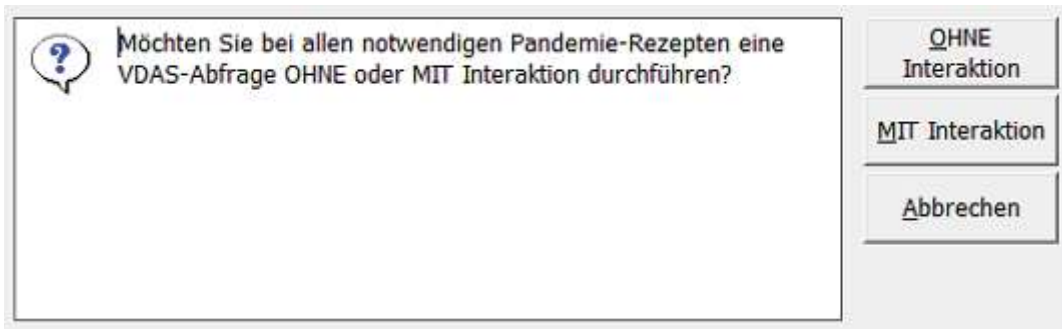 Möchten Sie bei allen notwendigen Pandemie-Rezepten eine
VDAS-Abfrage OHNE oder MIT Interaktion durchführen?
OHNE
Interaktion
MIT Interaktion
Abbrechen